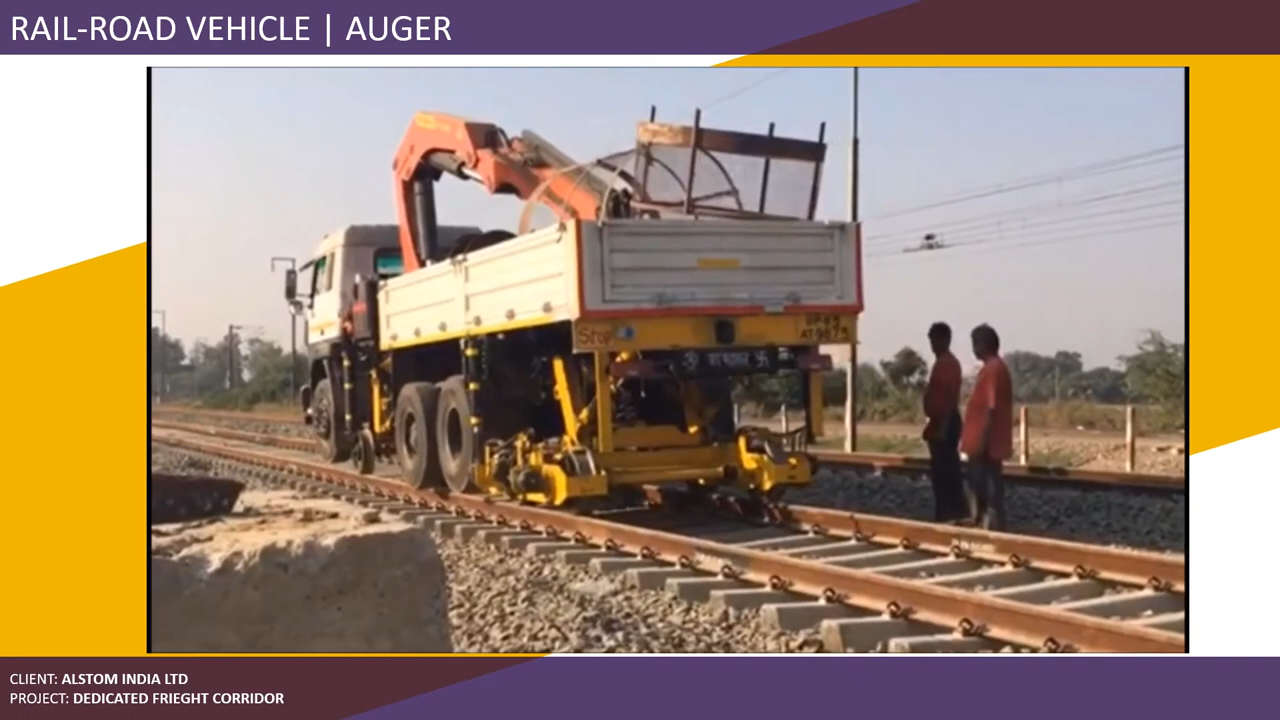 RAIL-ROAD VEHICLE | AUGER
Stop
CLIENT: ALSTOM INDIA LTD
PROJECT: DEDICATED FRIEGHT CORRIDOR